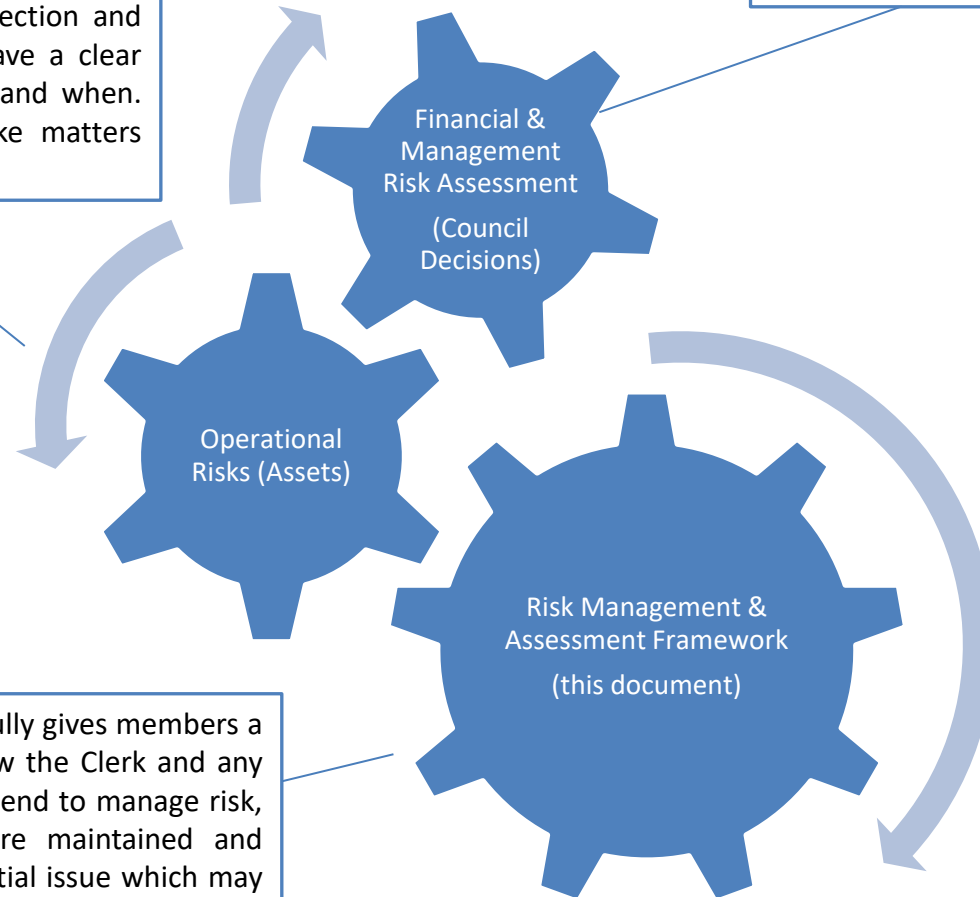 ection and
ave a clear
and when.
ke matters
Financial &
Management
Risk Assessment
(Council
Decisions)
Operational
Risks (Assets)
Risk Management &
Assessment Framework
(this document)
ully gives members a
w the Clerk and any
end to manage risk,
re maintained and
tial issue which may